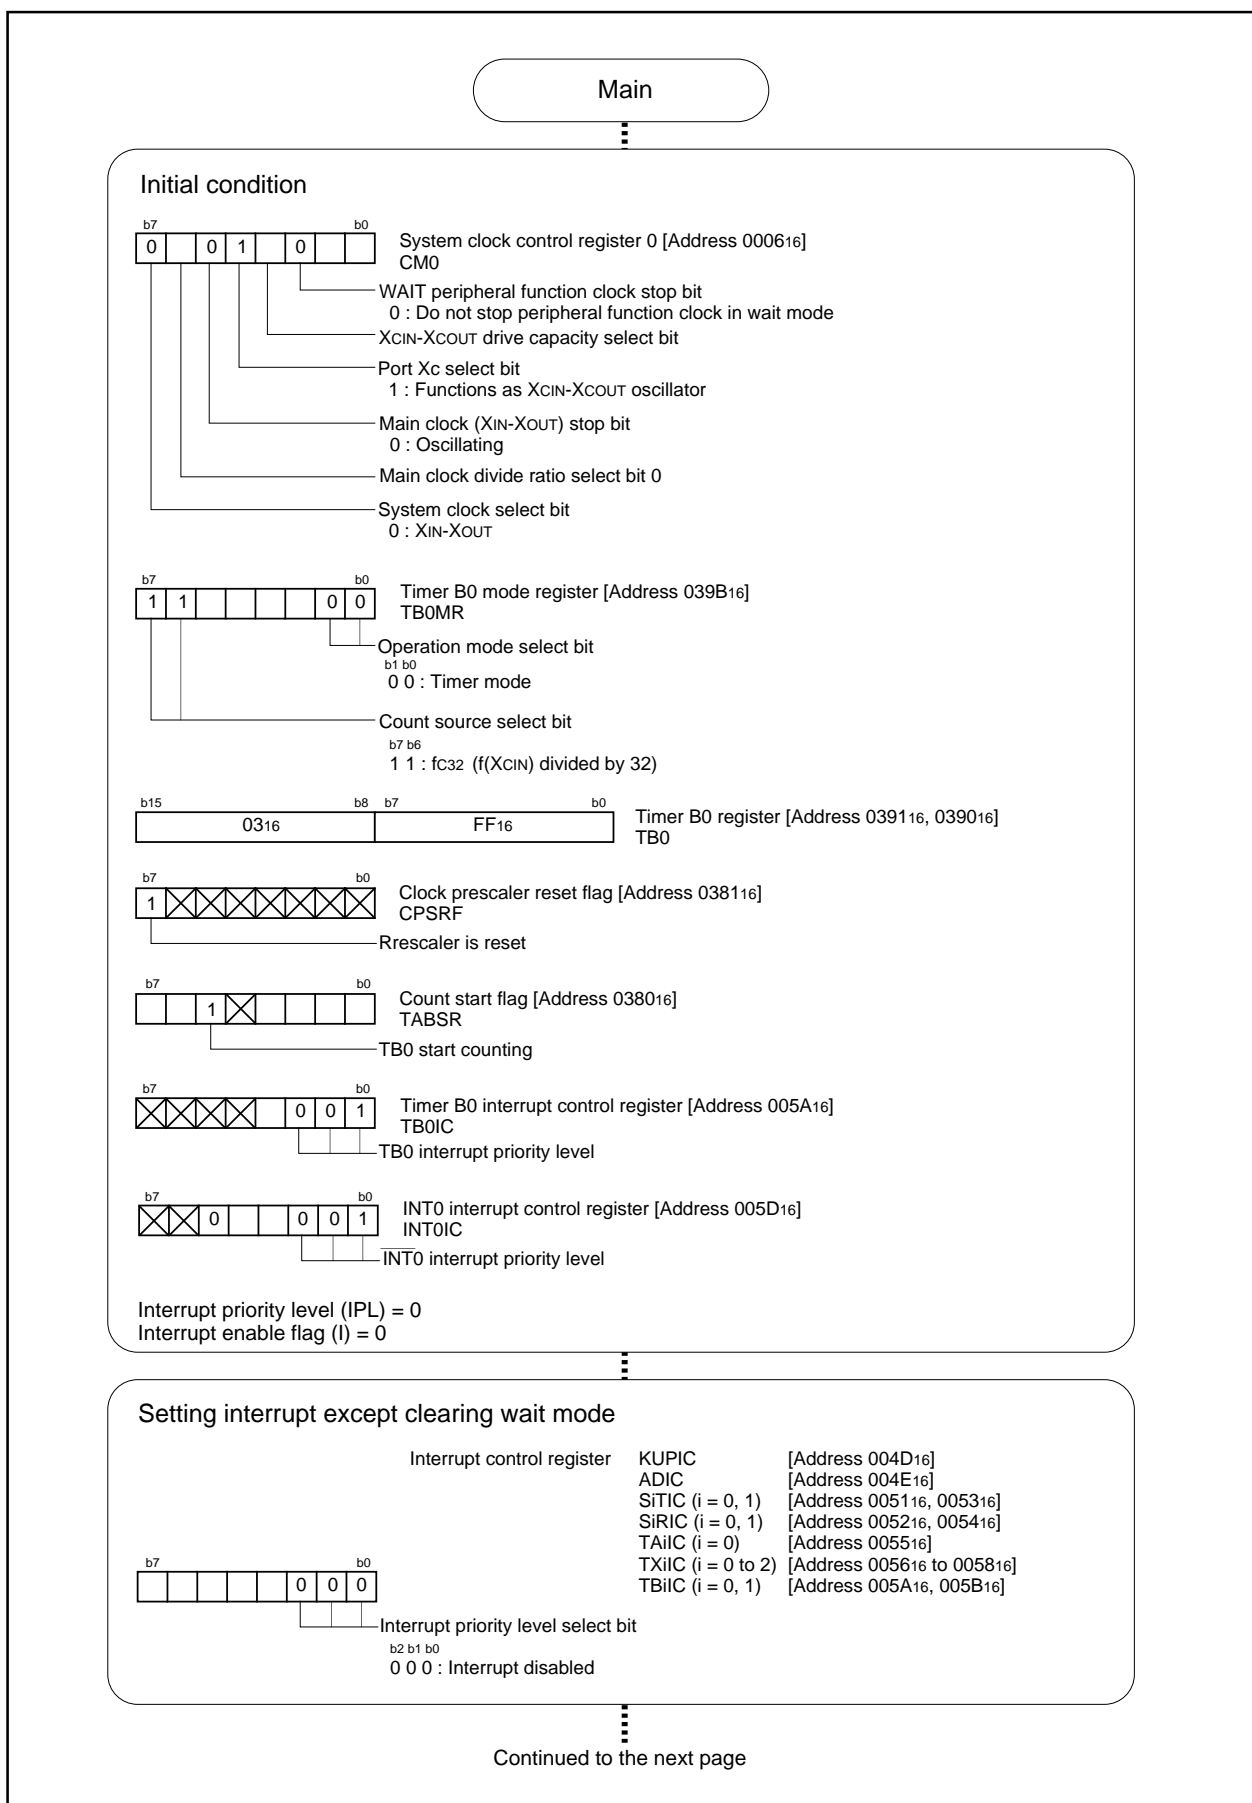 Main
Initial condition
b7 b0
0 0 1 0
System clock control register 0 [Address 000616]
CM0
WAIT peripheral function clock stop bit
0 : Do not stop peripheral function clock in wait mode
XCIN-XCOUT drive capacity select bit
Port Xc select bit
1 : Functions as XCIN-XCOUT oscillator
Main clock (XIN-XOUT) stop bit
0 : Oscillating
Main clock divide ratio select bit 0
System clock select bit
0 : XIN-XOUT
b7 b0
1 1 0 0
Timer B0 mode register [Address 039B16]
TB0MR
Operation mode select bit
b1 b0
0 0 : Timer mode
Count source select bit
b7 b6
1 1 : fC32 (f(XCIN) divided by 32)
b15 b8 b7 b0
0316 FF16
Timer B0 register [Address 039116, 039016]
TB0
b7 b0
1
Clock prescaler reset flag [Address 038116]
CPSRF
Rrescaler is reset
b7 b0
1
Count start flag [Address 038016]
TABSR
TB0 start counting
b7 b0
0 0 1
Timer B0 interrupt control register [Address 005A16]
TB0IC
TB0 interrupt priority level
b7 b0
0 0 0 1
INT0 interrupt control register [Address 005D16]
INT0IC
INT0 interrupt priority level
Interrupt priority level (IPL) = 0
Interrupt enable flag (I) = 0
Setting interrupt except clearing wait mode
Interrupt control register KUPIC [Address 004D16]
ADIC [Address 004E16]
SiTIC (i = 0, 1) [Address 005116, 005316]
SiRIC (i = 0, 1) [Address 005216, 005416]
TAiIC (i = 0) [Address 005516]
TXiIC (i = 0 to 2) [Address 005616 to 005816]
TBiIC (i = 0, 1) [Address 005A16, 005B16]
b7 b0
0 0 0
Interrupt priority level select bit
b2 b1 b0
0 0 0 : Interrupt disabled
Continued to the next page